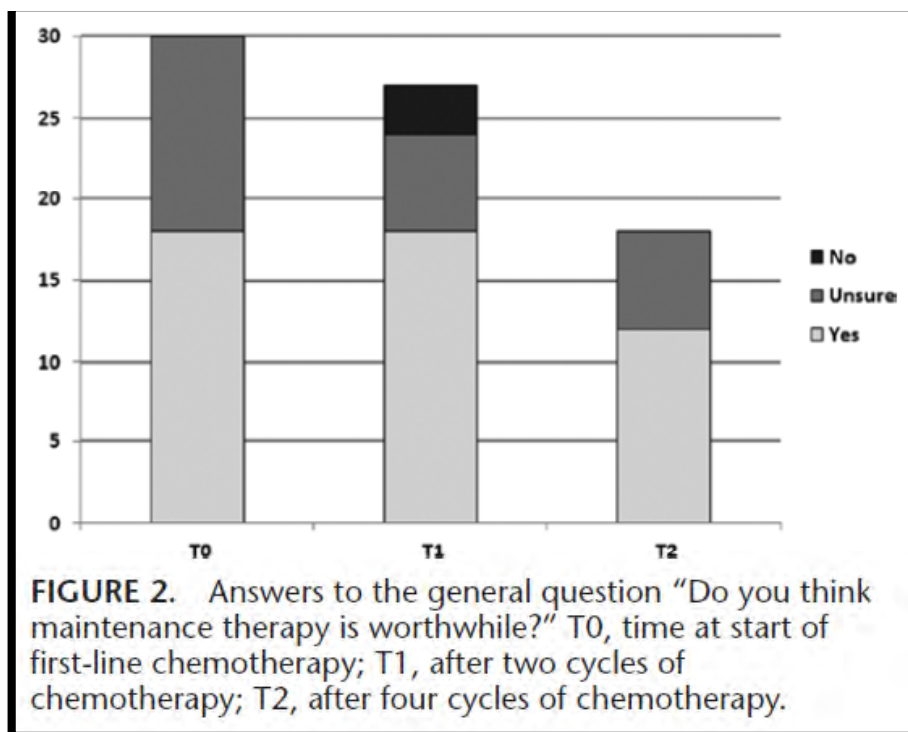 30
25
20
15
10
5
0
No
Unsure
Yes
T0 T1 T2
FIGURE 2. Answers to the general question “Do you think
maintenance therapy is worthwhile?” T0, time at start of
first-line chemotherapy; T1, after two cycles of
chemotherapy; T2, after four cycles of chemotherapy.